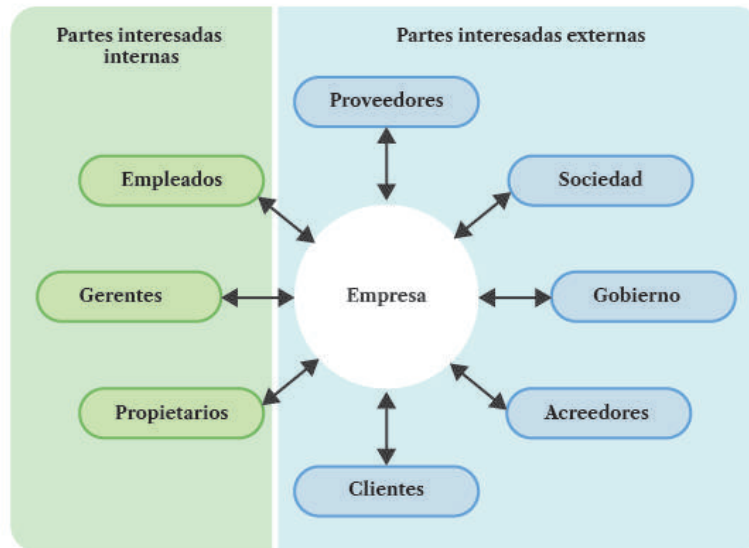 Partes interesadas
internas
Partes interesadas externas
Proveedores
Empleados
Sociedad
Gerentes
Empresa
Gobierno
Propietarios
Acreedores
Clientes